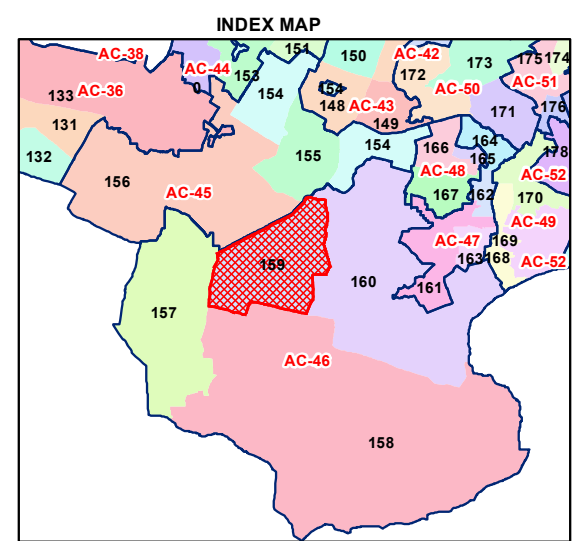 INDEX MAP
AC-38
151
150
AC-42
175
174
AC-44
153
173
AC-51
172
133
AC-36
0
154
154
148
AC-43
AC-50
171
176
131
149
132
155
154
166
164
165
178
AC-48
156
AC-52
AC-45
167
162
170
AC-49
AC-47
169
159
163
168
AC-52
160
161
157
AC-46
158